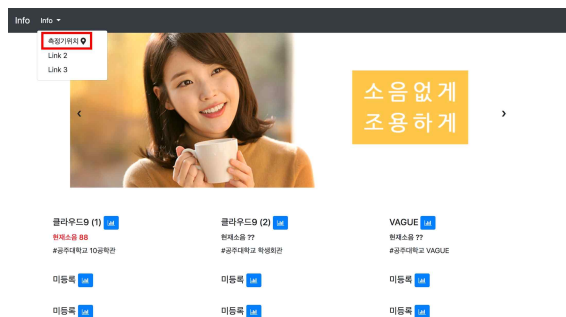 Info Info
측정기위치
Link 2
Link 3
소음없게
조용하게
클라우드9 (1) 클라우드9 (2) VAGUE
현재소음 88 현재소음 ?? 현재소음 ??
#공주대학교 10공학관 #공주대학교 학생회관 #공주대학교 VAGUE
미등록 미등록 미등록
미등록 미등록 미등록